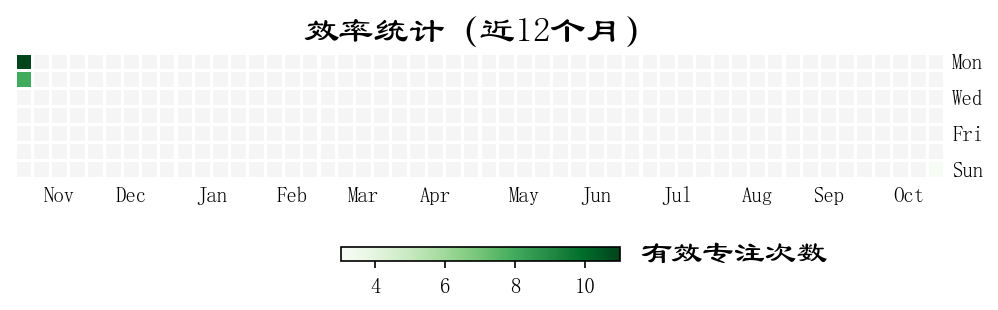 效率统计（近12个月）
Mon
Wed
Fri
Sun
Nov Dec Jan Feb Mar Apr May Jun Jul Aug Sep Oct
有效专注次数
4 6 8 10